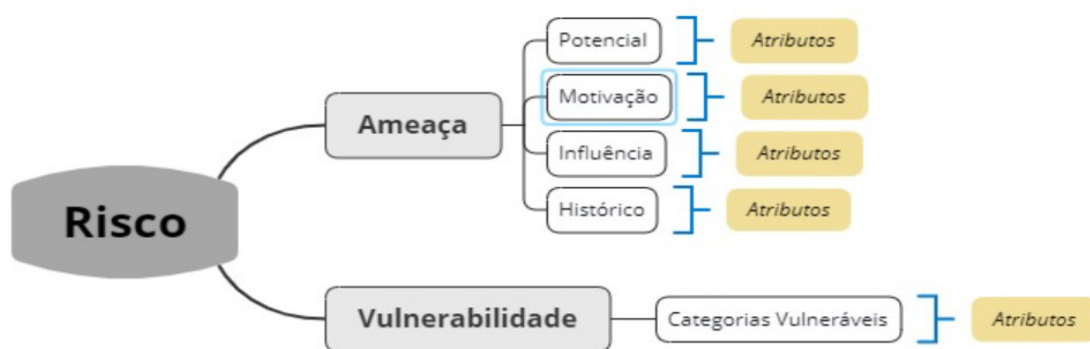 Potencial
Atributos
Motivação
Atributos
Ameaça
Influência
Atributos
Histórico
Atributos
Risco
Vulnerabilidade
Categorias Vulneráveis
Atributos